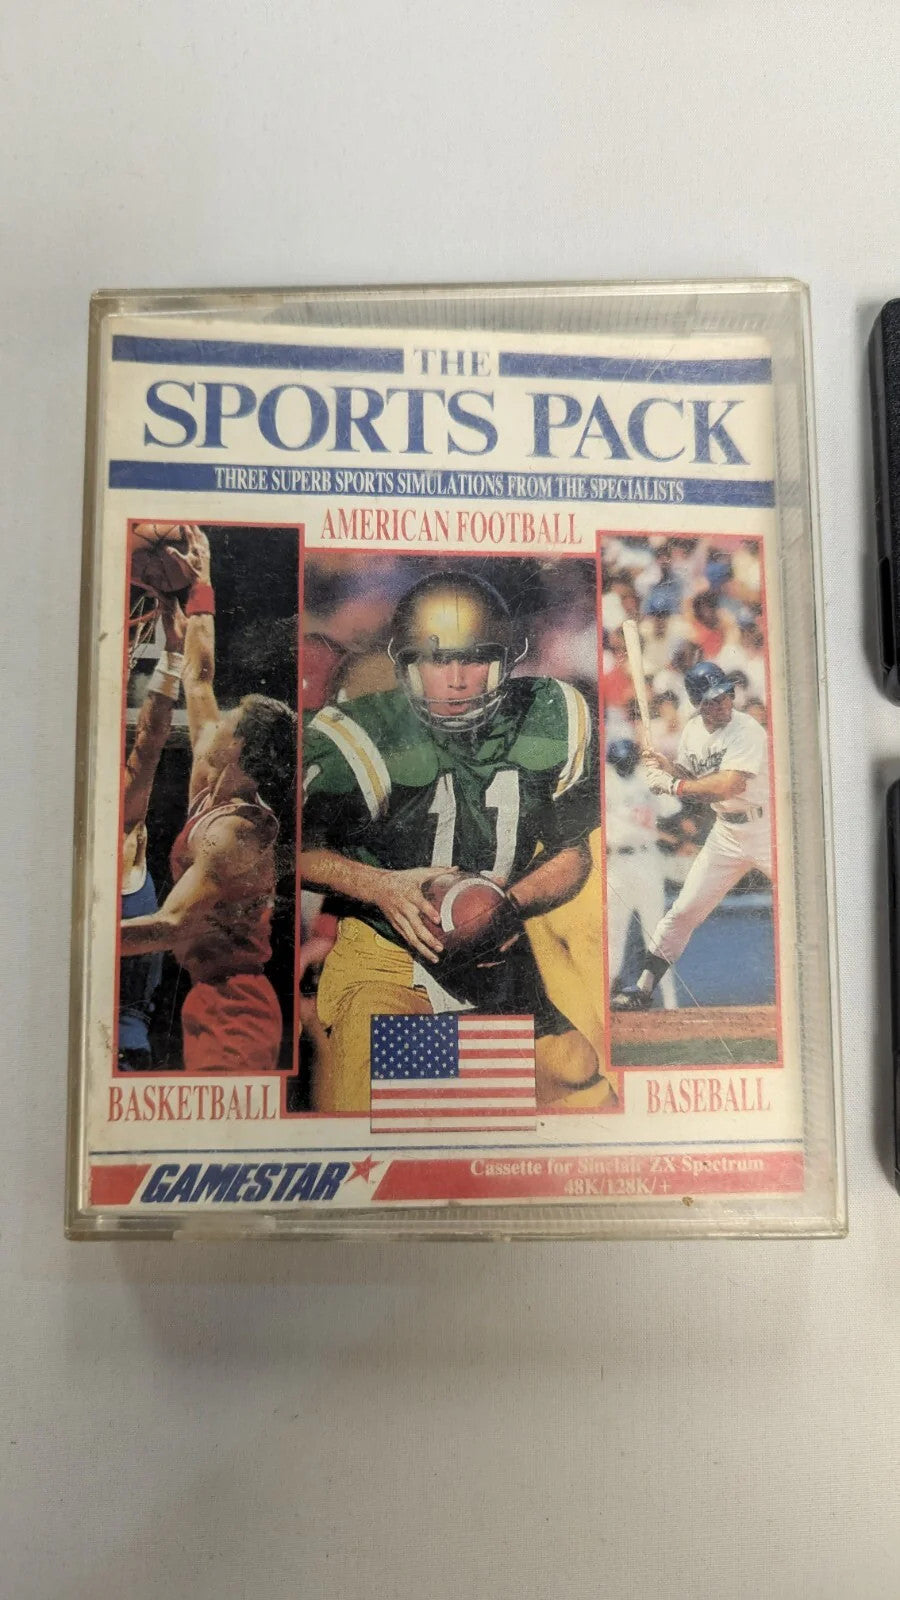 THE
SPORTS PACK
THREE SUPERB SPORTS SIMULATIONS FROM THE SPECIALISTS
AMERICAN FOOTBALL
11
Dodgers
BASKETBALL
BASEBALL
GAMESTAR
Cassette for Sinclair ZX Spectrum
48K/128K/+